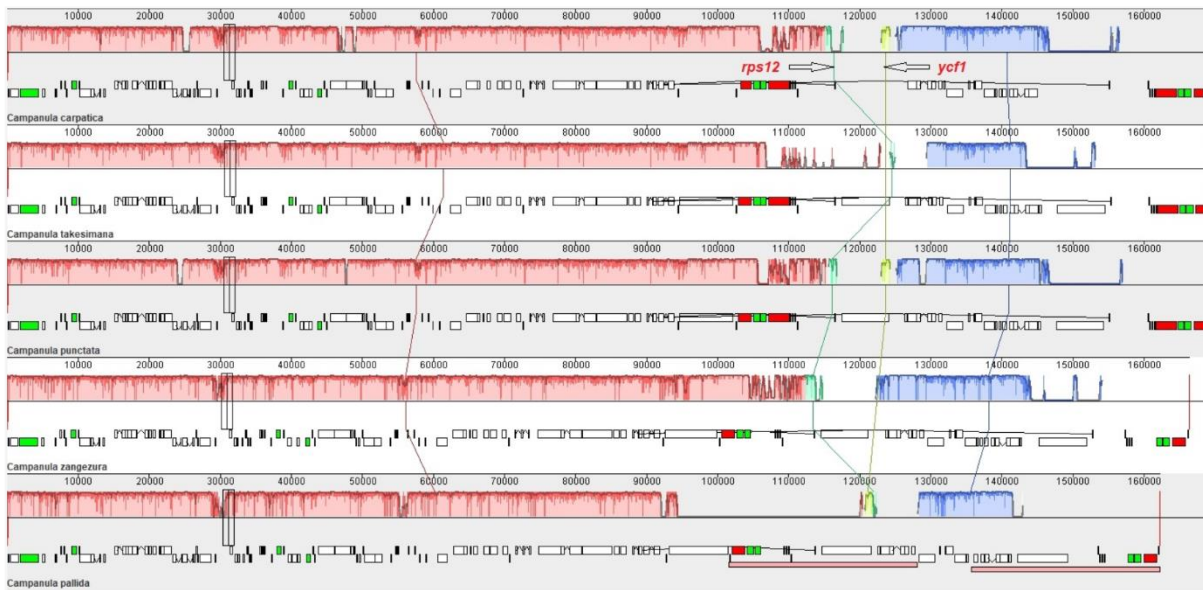 10000 20000 30000 40000 50000 60000 70000 80000 90000 100000 110000 120000 130000 140000 150000 160000
rps12 ycf1
Campanula carpatica
10000 20000 30000 40000 50000 60000 70000 80000 90000 100000 110000 120000 130000 140000 150000 160000
Campanula takesimana
10000 20000 30000 40000 50000 60000 70000 80000 90000 100000 110000 120000 130000 140000 150000 160000
Campanula punctata
10000 20000 30000 40000 50000 60000 70000 80000 90000 100000 110000 120000 130000 140000 150000 160000
Campanula zangezura
10000 20000 30000 40000 50000 60000 70000 80000 90000 100000 110000 120000 130000 140000 150000 160000
Campanula pallida